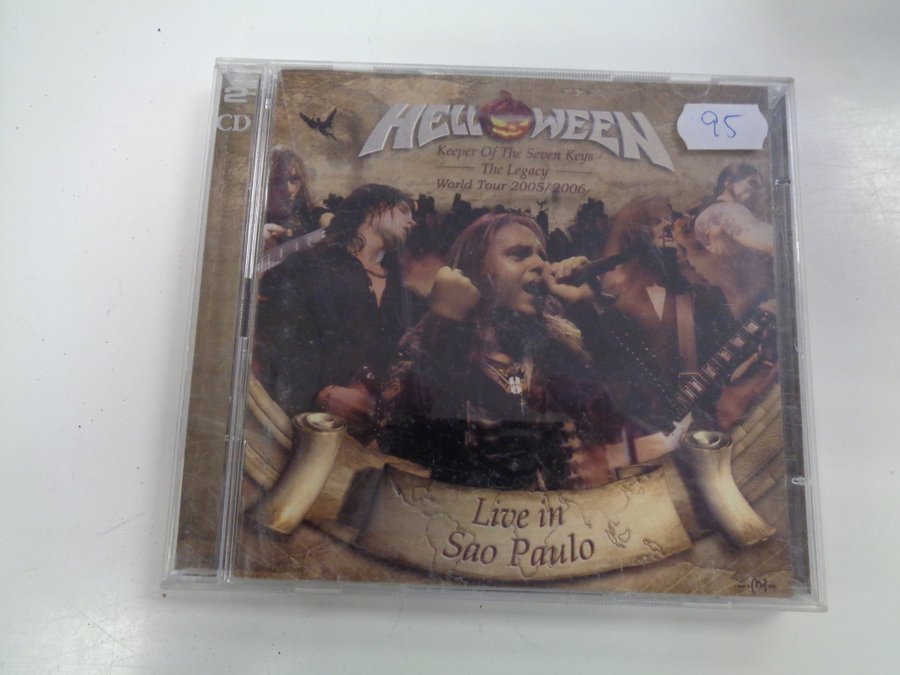 2
CD
HELLOWEEN
95
Keeper Of The Seven Keys
The Legacy
World Tour 2005/2006
Live in
Sao Paulo